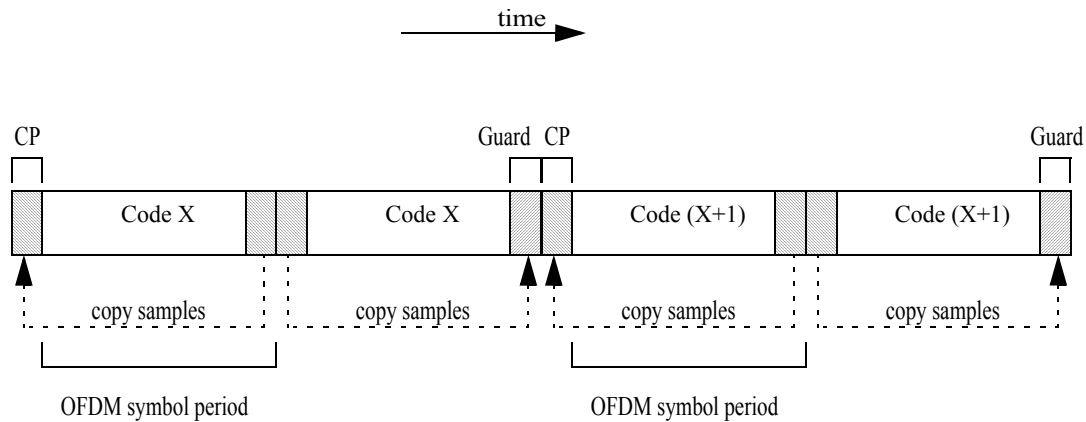 time
CP Guard CP Guard
Code X Code X Code (X+1) Code (X+1)
copy samples copy samples copy samples copy samples
OFDM symbol period OFDM symbol period